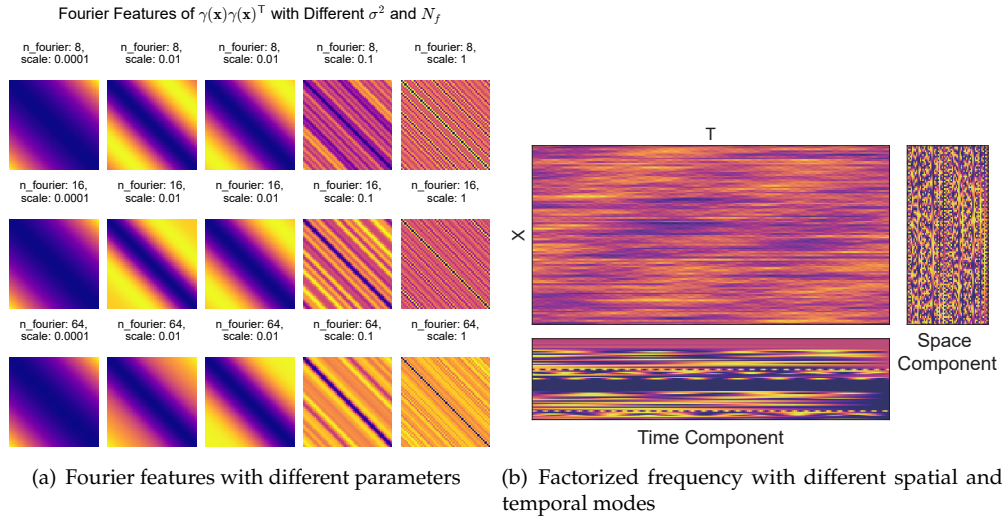 Fourier Features of γ(x)γ(x)ᵀ with Different σ² and N_f
n_fourier: 8, n_fourier: 8, n_fourier: 8, n_fourier: 8, n_fourier: 8,
scale: 0.0001 scale: 0.01 scale: 0.01 scale: 0.1 scale: 1
n_fourier: 16, n_fourier: 16, n_fourier: 16, n_fourier: 16, n_fourier: 16,
scale: 0.0001 scale: 0.01 scale: 0.01 scale: 0.1 scale: 1
n_fourier: 64, n_fourier: 64, n_fourier: 64, n_fourier: 64, n_fourier: 64,
scale: 0.0001 scale: 0.01 scale: 0.01 scale: 0.1 scale: 1
(a) Fourier features with different parameters
T
X
Space
Component
Time Component
(b) Factorized frequency with different spatial and
temporal modes